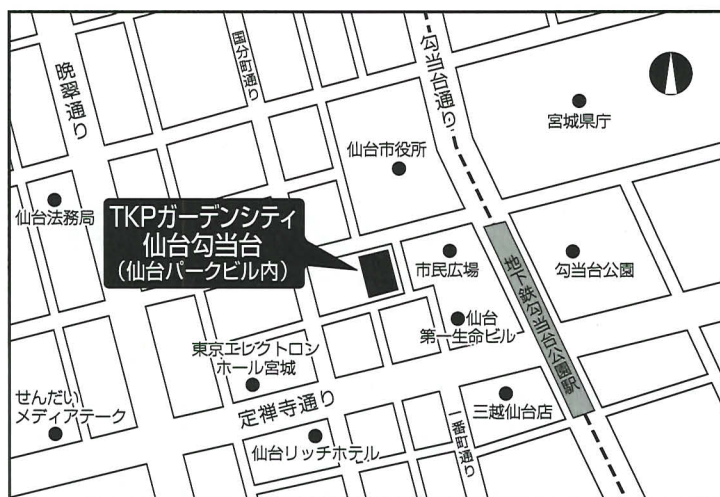 国分町通り
勾当台通り
晩翠通り
宮城県庁
仙台市役所
仙台法務局
TKPガーデンシティ
仙台勾当台
（仙台パークビル内）
市民広場
勾当台公園
地下鉄勾当台公園駅
仙台
第一生命ビル
東京エレクトロン
ホール宮城
せんだい
メディアテーク
定禅寺通り
三越仙台店
一番町通り
仙台リッチホテル